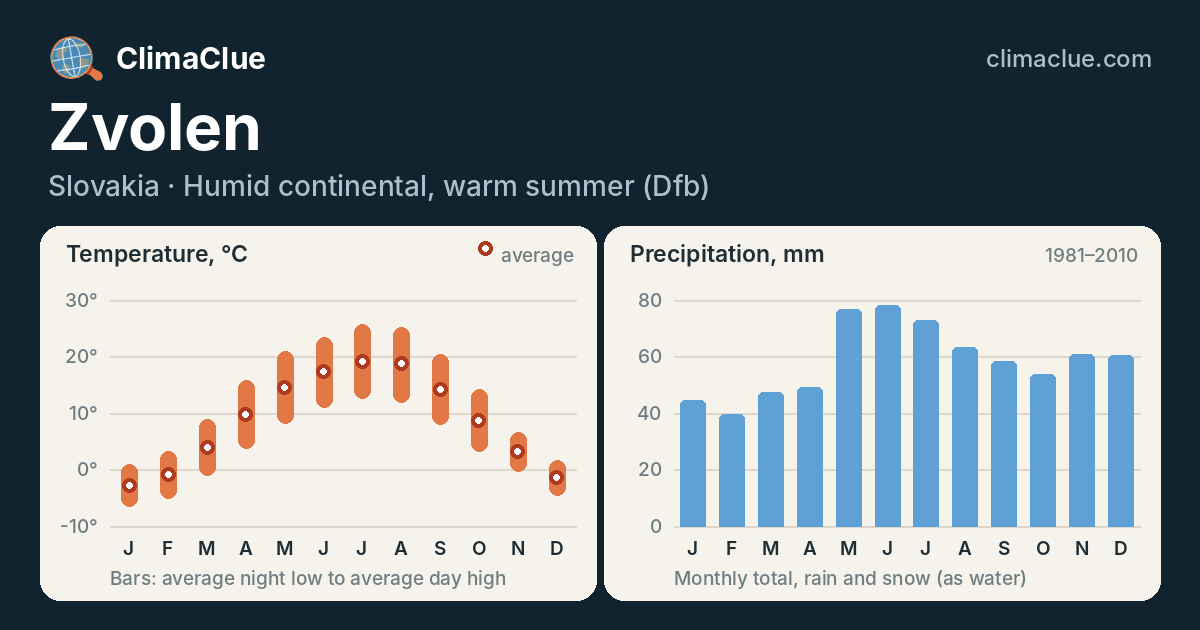 ClimaClue
climaclue.com
Zvolen
Slovakia · Humid continental, warm summer (Dfb)
Temperature, °C
average
30°
20°
10°
0°
-10°
J F M A M J J A S O N D
Bars: average night low to average day high
Precipitation, mm
1981–2010
80
60
40
20
0
J F M A M J J A S O N D
Monthly total, rain and snow (as water)